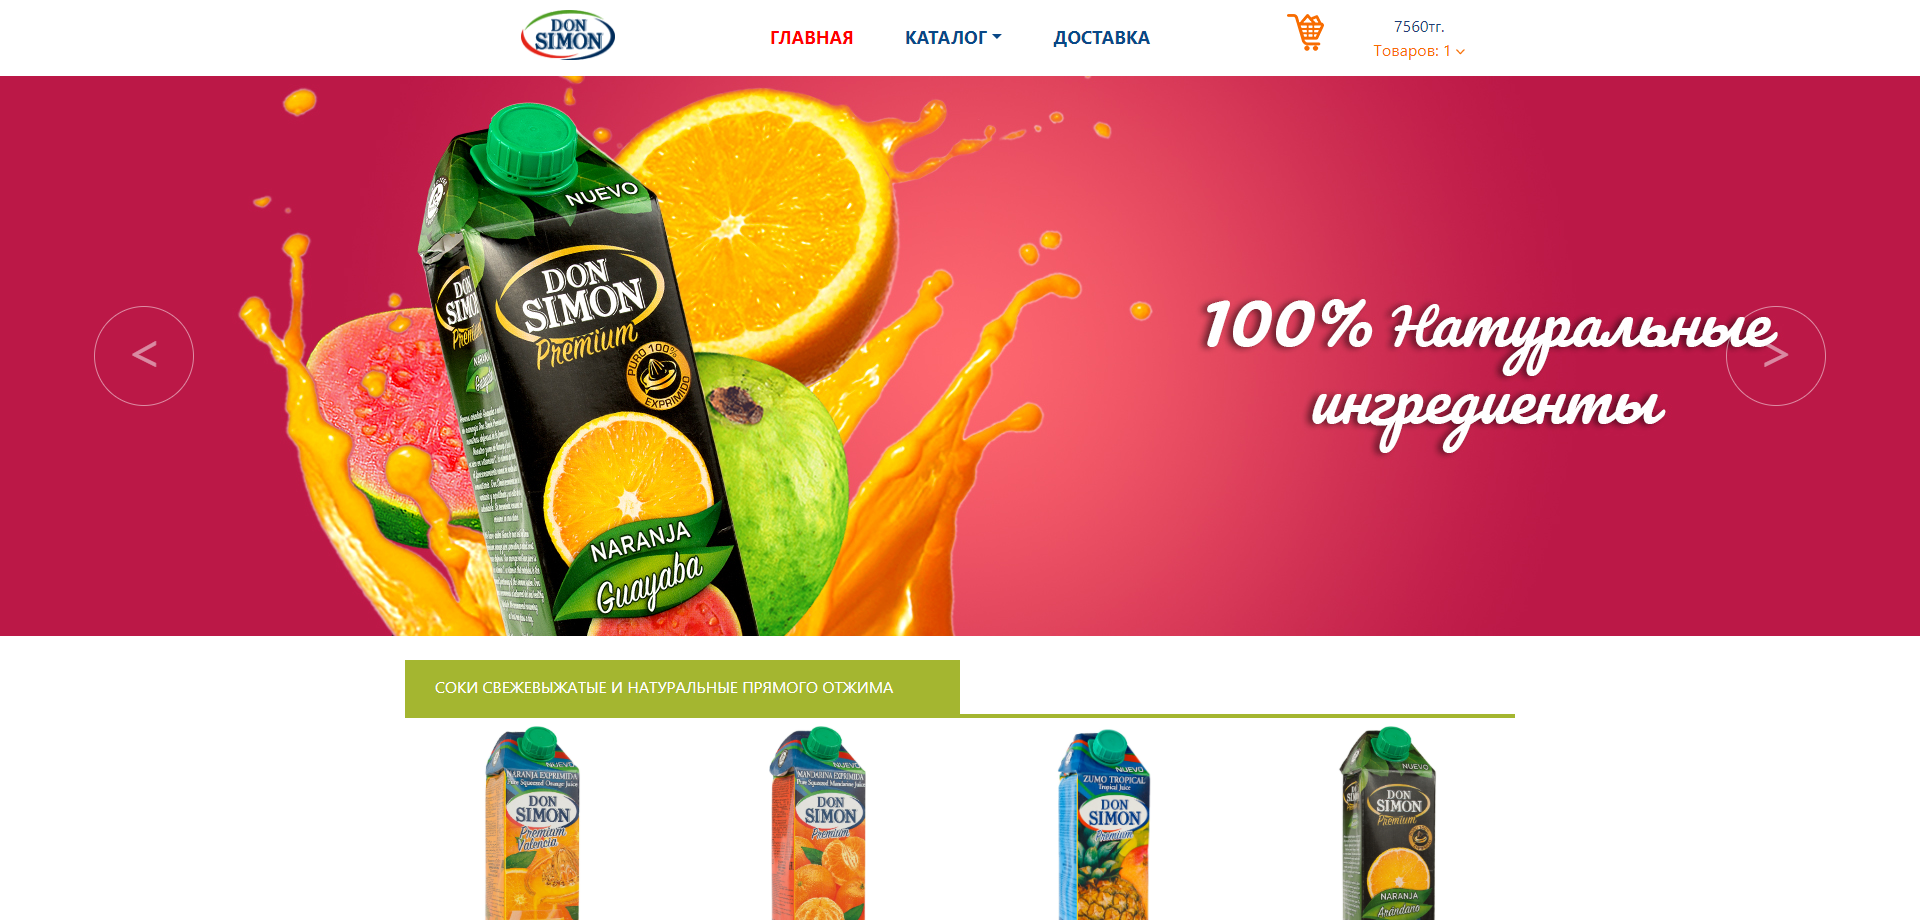 DON
SIMON
ГЛАВНАЯ
КАТАЛОГ
ДОСТАВКА
7560тг.
Товаров: 1
NUEVO
DON
SIMON
Premium
PURO 100%
EXPRIMIDO
NARANJA
Guayaba
<
100% Натуральные
ингредиенты
>
СОКИ СВЕЖЕВЫЖАТЫЕ И НАТУРАЛЬНЫЕ ПРЯМОГО ОТЖИМА
NUEVO
NARANJA EXPRIMIDA
Pure Squeezed Orange Juice
DON
SIMON
Premium
Valencia
NUEVO
MANDARINA EXPRIMIDA
Pure Squeezed Mandarine Juice
DON
SIMON
Premium
NUEVO
ZUMO TROPICAL
Tropical Juice
DON
SIMON
Premium
NUEVO
DON
SIMON
Premium
NARANJA
Arandano